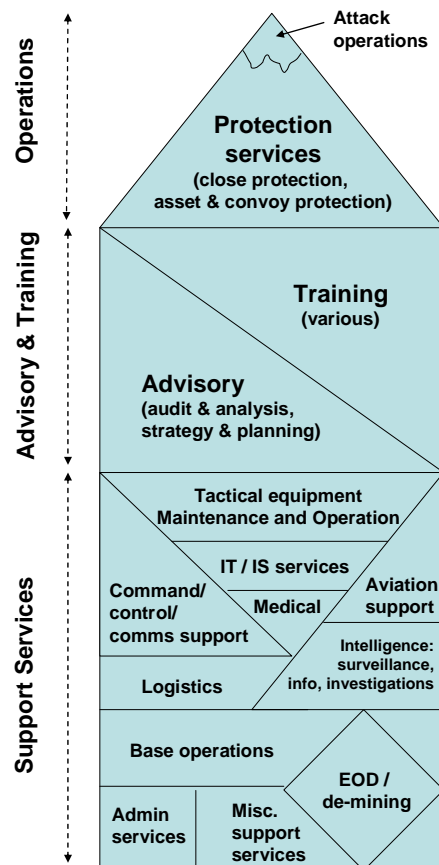 Operations
Attack
operations
Protection
services
(close protection,
asset & convoy protection)
Advisory & Training
Training
(various)
Advisory
(audit & analysis,
strategy & planning)
Support Services
Tactical equipment
Maintenance and Operation
IT / IS services
Medical
Command/
control/
comms support
Aviation
support
Intelligence:
surveillance,
info, investigations
Logistics
Base operations
EOD /
de-mining
Admin
services
Misc.
support
services